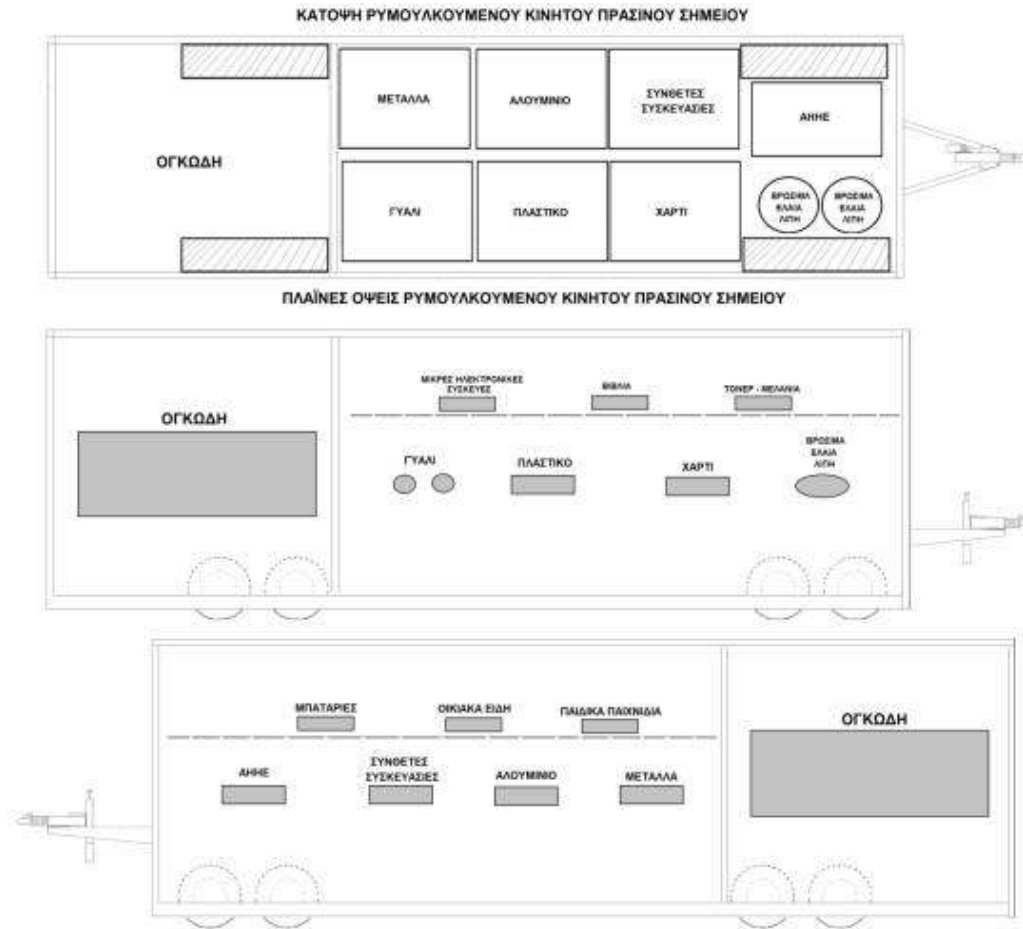 ΚΑΤΟΨΗ ΡΥΜΟΥΛΚΟΥΜΕΝΟΥ ΚΙΝΗΤΟΥ ΠΡΑΣΙΝΟΥ ΣΗΜΕΙΟΥ
ΜΕΤΑΛΛΑ
ΑΛΟΥΜΙΝΙΟ
ΣΥΝΘΕΤΕΣ
ΣΥΣΚΕΥΑΣΙΕΣ
ΑΗΗΕ
ΟΓΚΩΔΗ
ΓΥΑΛΙ
ΠΛΑΣΤΙΚΟ
ΧΑΡΤΙ
ΒΡΩΣΙΜΑ
ΕΛΑΙΑ
ΛΙΠΗ
ΒΡΩΣΙΜΑ
ΕΛΑΙΑ
ΛΙΠΗ
ΠΛΑΪΝΕΣ ΟΨΕΙΣ ΡΥΜΟΥΛΚΟΥΜΕΝΟΥ ΚΙΝΗΤΟΥ ΠΡΑΣΙΝΟΥ ΣΗΜΕΙΟΥ
ΜΙΚΡΕΣ ΗΛΕΚΤΡΟΝΙΚΕΣ
ΣΥΣΚΕΥΕΣ
ΒΙΒΛΙΑ
ΤΟΝΕΡ - ΜΕΛΑΝΙΑ
ΟΓΚΩΔΗ
ΓΥΑΛΙ
ΠΛΑΣΤΙΚΟ
ΧΑΡΤΙ
ΒΡΩΣΙΜΑ
ΕΛΑΙΑ
ΛΙΠΗ
ΜΠΑΤΑΡΙΕΣ
ΟΙΚΙΑΚΑ ΕΙΔΗ
ΠΑΙΔΙΚΑ ΠΑΙΧΝΙΔΙΑ
ΟΓΚΩΔΗ
ΑΗΗΕ
ΣΥΝΘΕΤΕΣ
ΣΥΣΚΕΥΑΣΙΕΣ
ΑΛΟΥΜΙΝΙΟ
ΜΕΤΑΛΛΑ